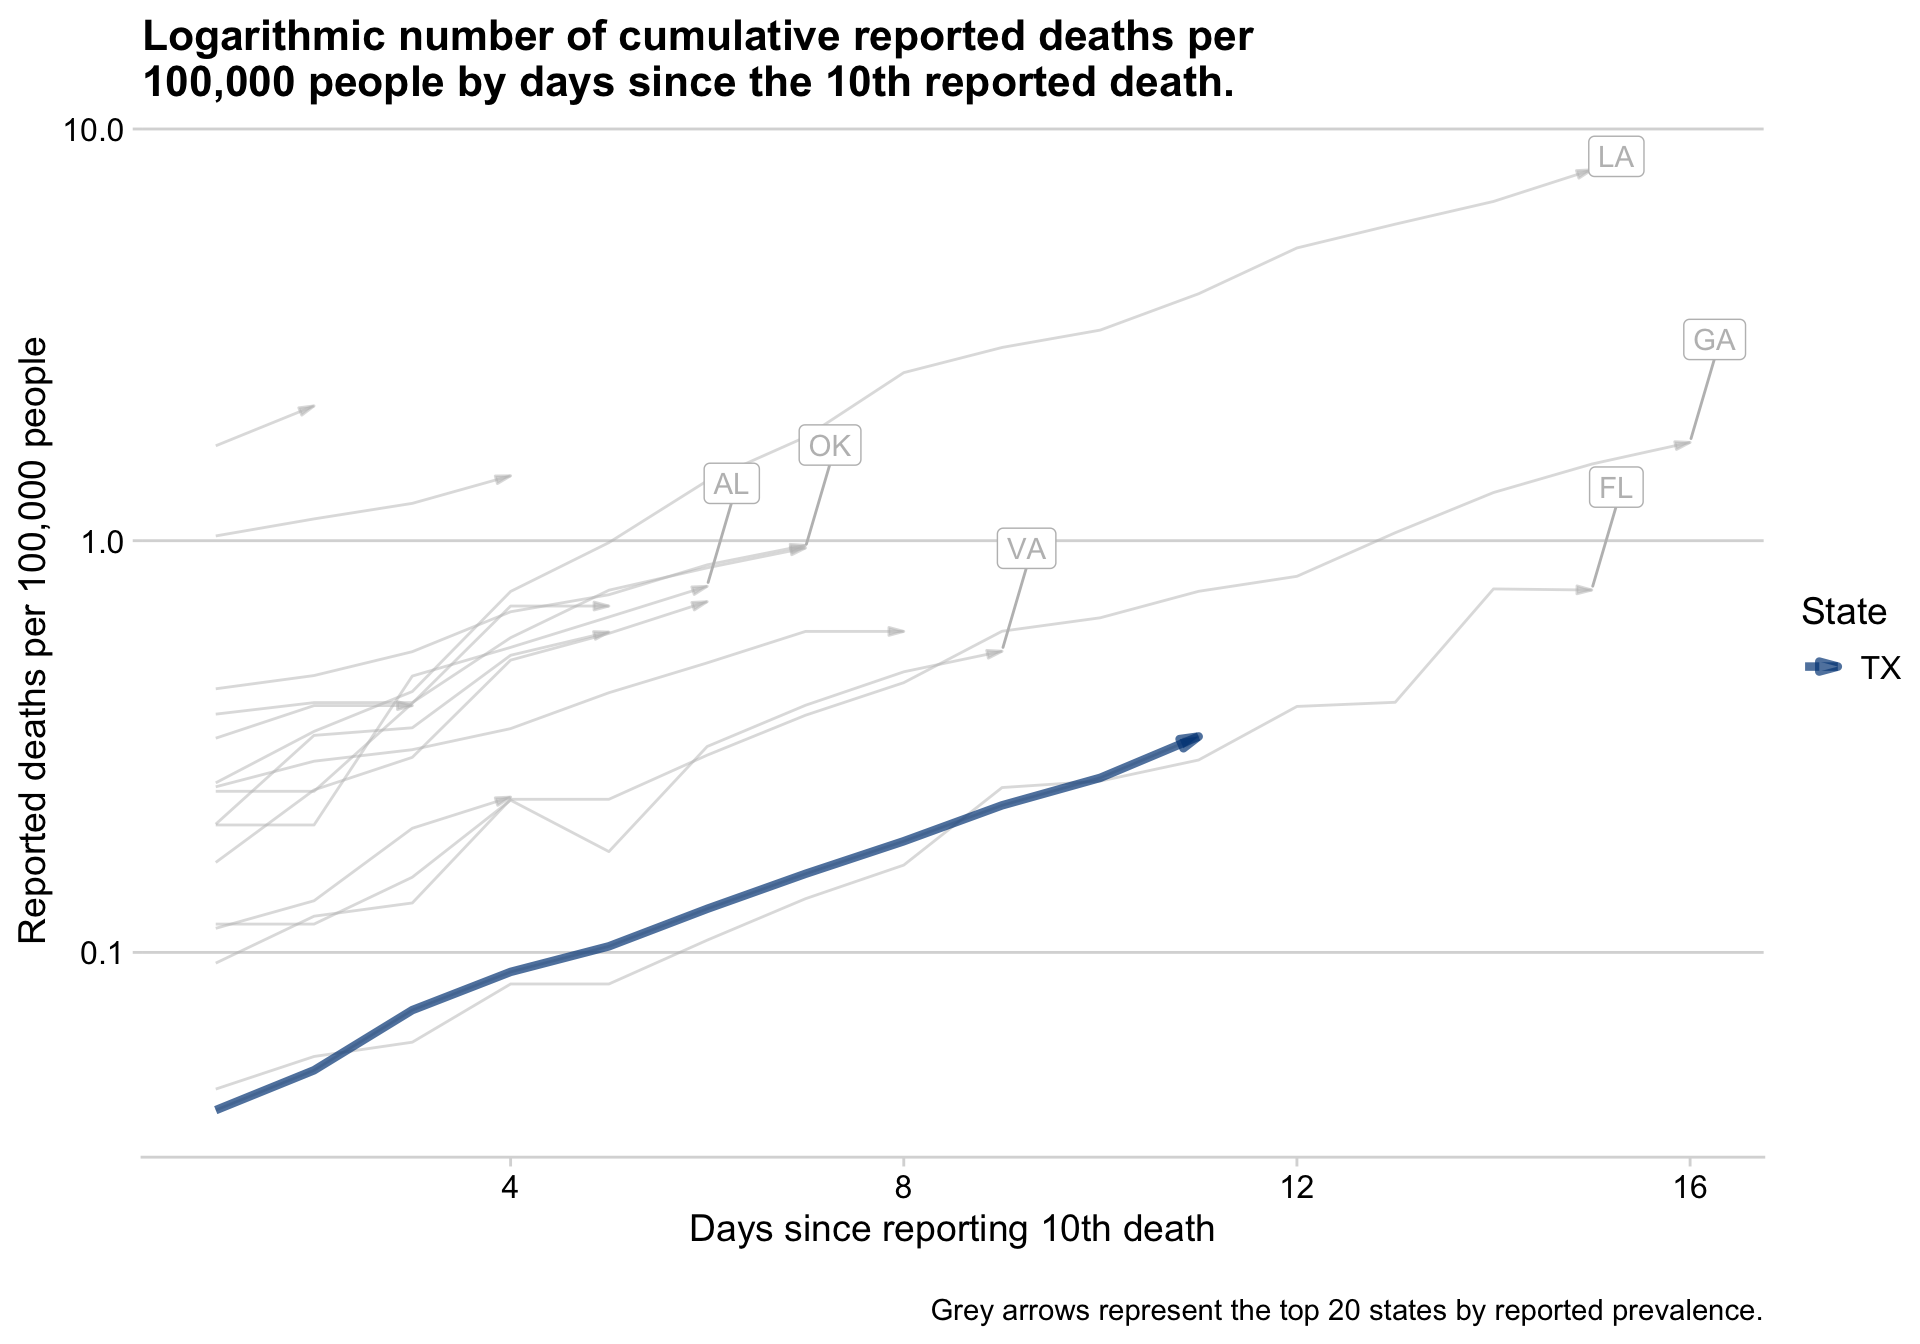 Logarithmic number of cumulative reported deaths per
100,000 people by days since the 10th reported death.
10.0
1.0
0.1
Reported deaths per 100,000 people
LA
GA
OK
AL
FL
VA
State
TX
4
8
12
16
Days since reporting 10th death
Grey arrows represent the top 20 states by reported prevalence.